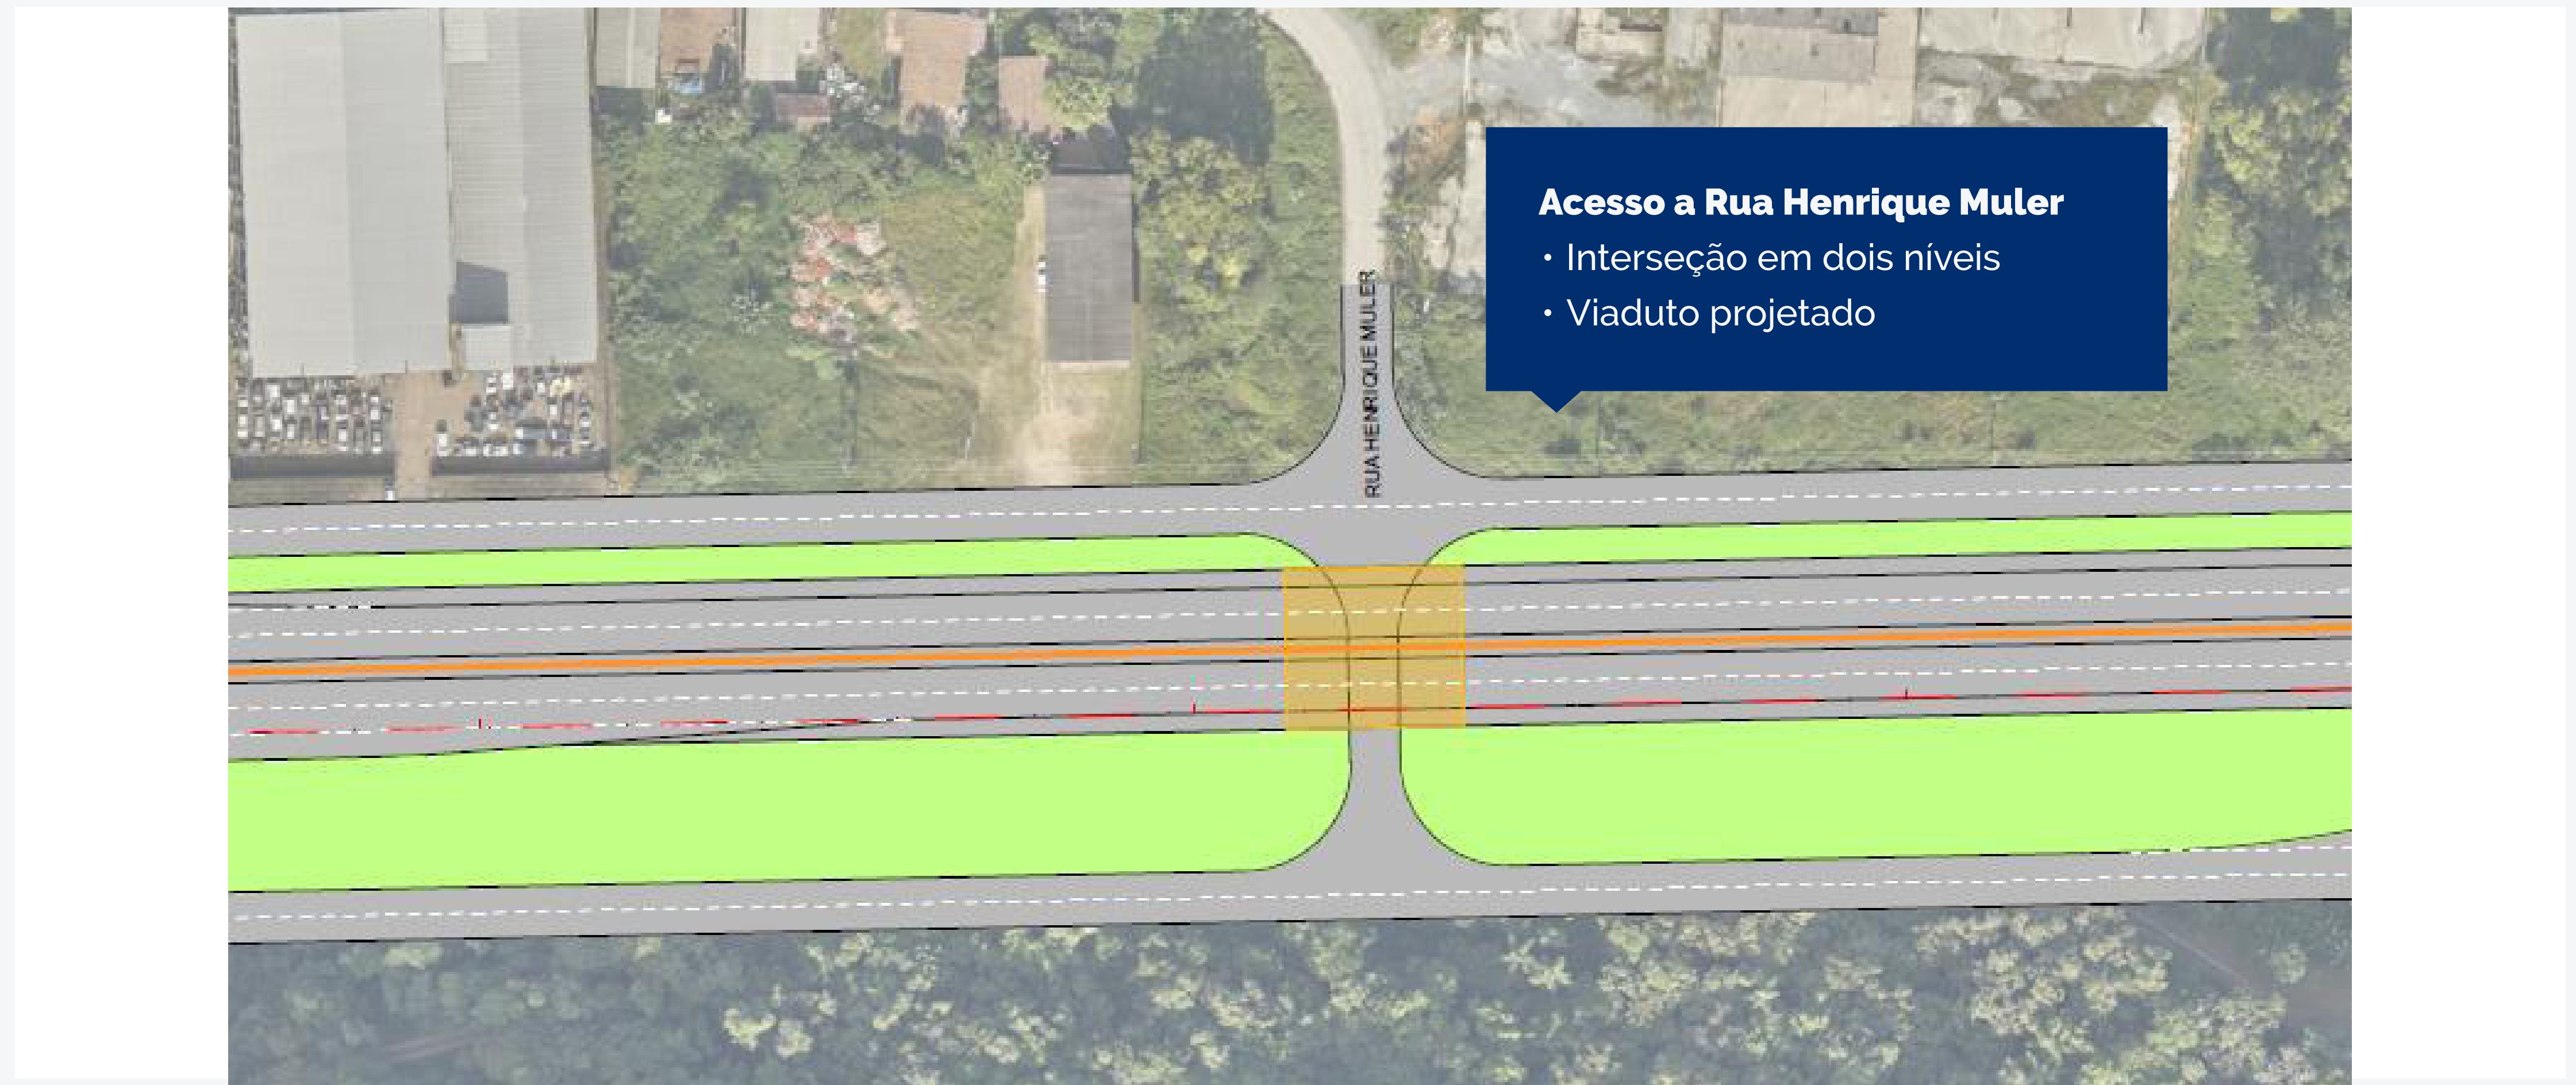 Acesso a Rua Henrique Muler
• Interseção em dois níveis
• Viaduto projetado
RUA HENRIQUE MULER